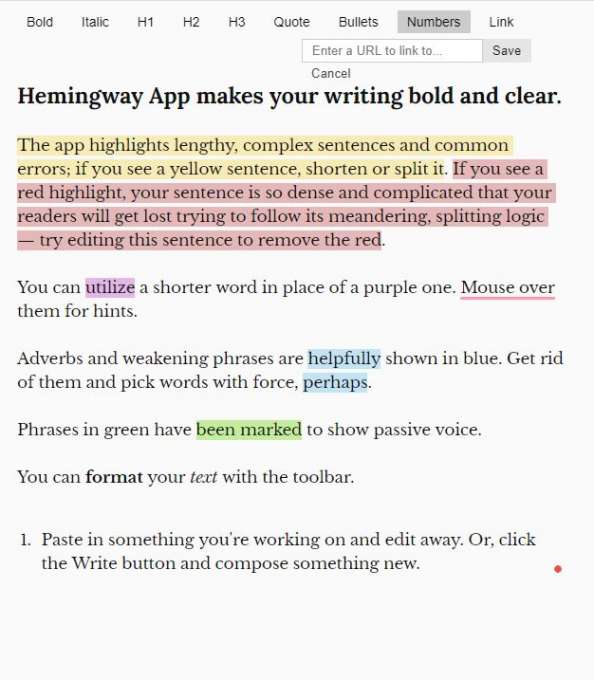 Bold Italic H1 H2 H3 Quote Bullets Numbers Link
Enter a URL to link to... Save
Cancel
Hemingway App makes your writing bold and clear.
The app highlights lengthy, complex sentences and common
errors; if you see a yellow sentence, shorten or split it. If you see a
red highlight, your sentence is so dense and complicated that your
readers will get lost trying to follow its meandering, splitting logic
— try editing this sentence to remove the red.
You can utilize a shorter word in place of a purple one. Mouse over
them for hints.
Adverbs and weakening phrases are helpfully shown in blue. Get rid
of them and pick words with force, perhaps.
Phrases in green have been marked to show passive voice.
You can format your text with the toolbar.
1. Paste in something you're working on and edit away. Or, click
the Write button and compose something new.